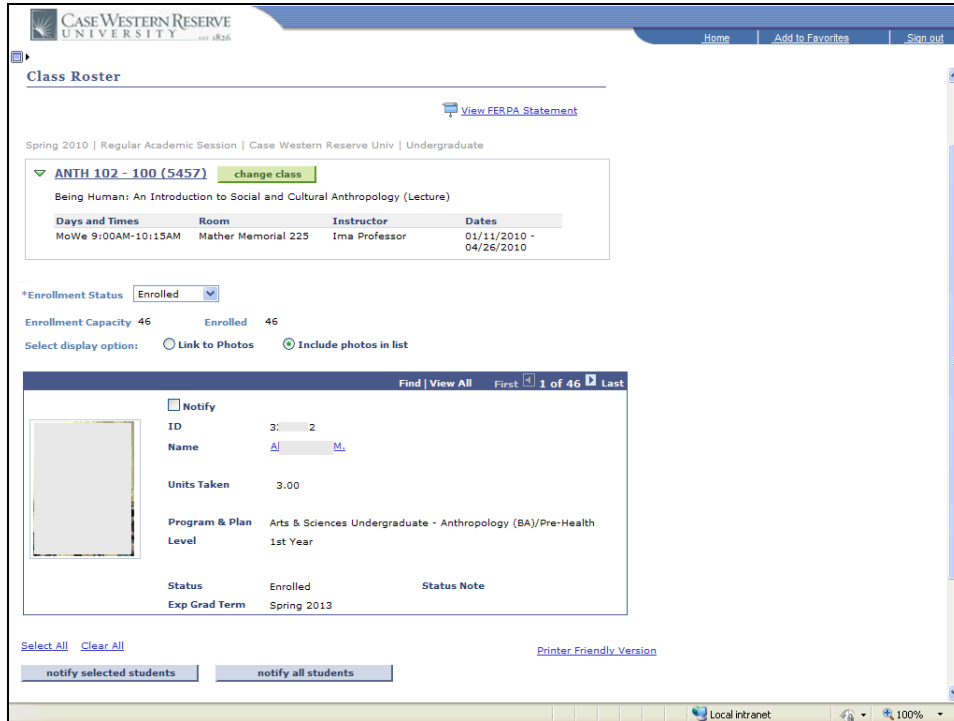 CASE WESTERN RESERVE
UNIVERSITY EST 1826
Home Add to Favorites Sign out
Class Roster
View FERPA Statement
Spring 2010 | Regular Academic Session | Case Western Reserve Univ | Undergraduate
ANTH 102 - 100 (5457) change class
Being Human: An Introduction to Social and Cultural Anthropology (Lecture)
Days and Times Room Instructor Dates
MoWe 9:00AM-10:15AM Mather Memorial 225 Ima Professor 01/11/2010 -
04/26/2010
*Enrollment Status Enrolled
Enrollment Capacity 46 Enrolled 46
Select display option: Link to Photos Include photos in list
Find | View All First 1 of 46 Last
Notify
ID 3 2
Name M.
Units Taken 3.00
Program & Plan Arts & Sciences Undergraduate - Anthropology (BA)/Pre-Health
Level 1st Year
Status Enrolled Status Note
Exp Grad Term Spring 2013
Select All Clear All Printer Friendly Version
notify selected students notify all students
Local intranet 100%